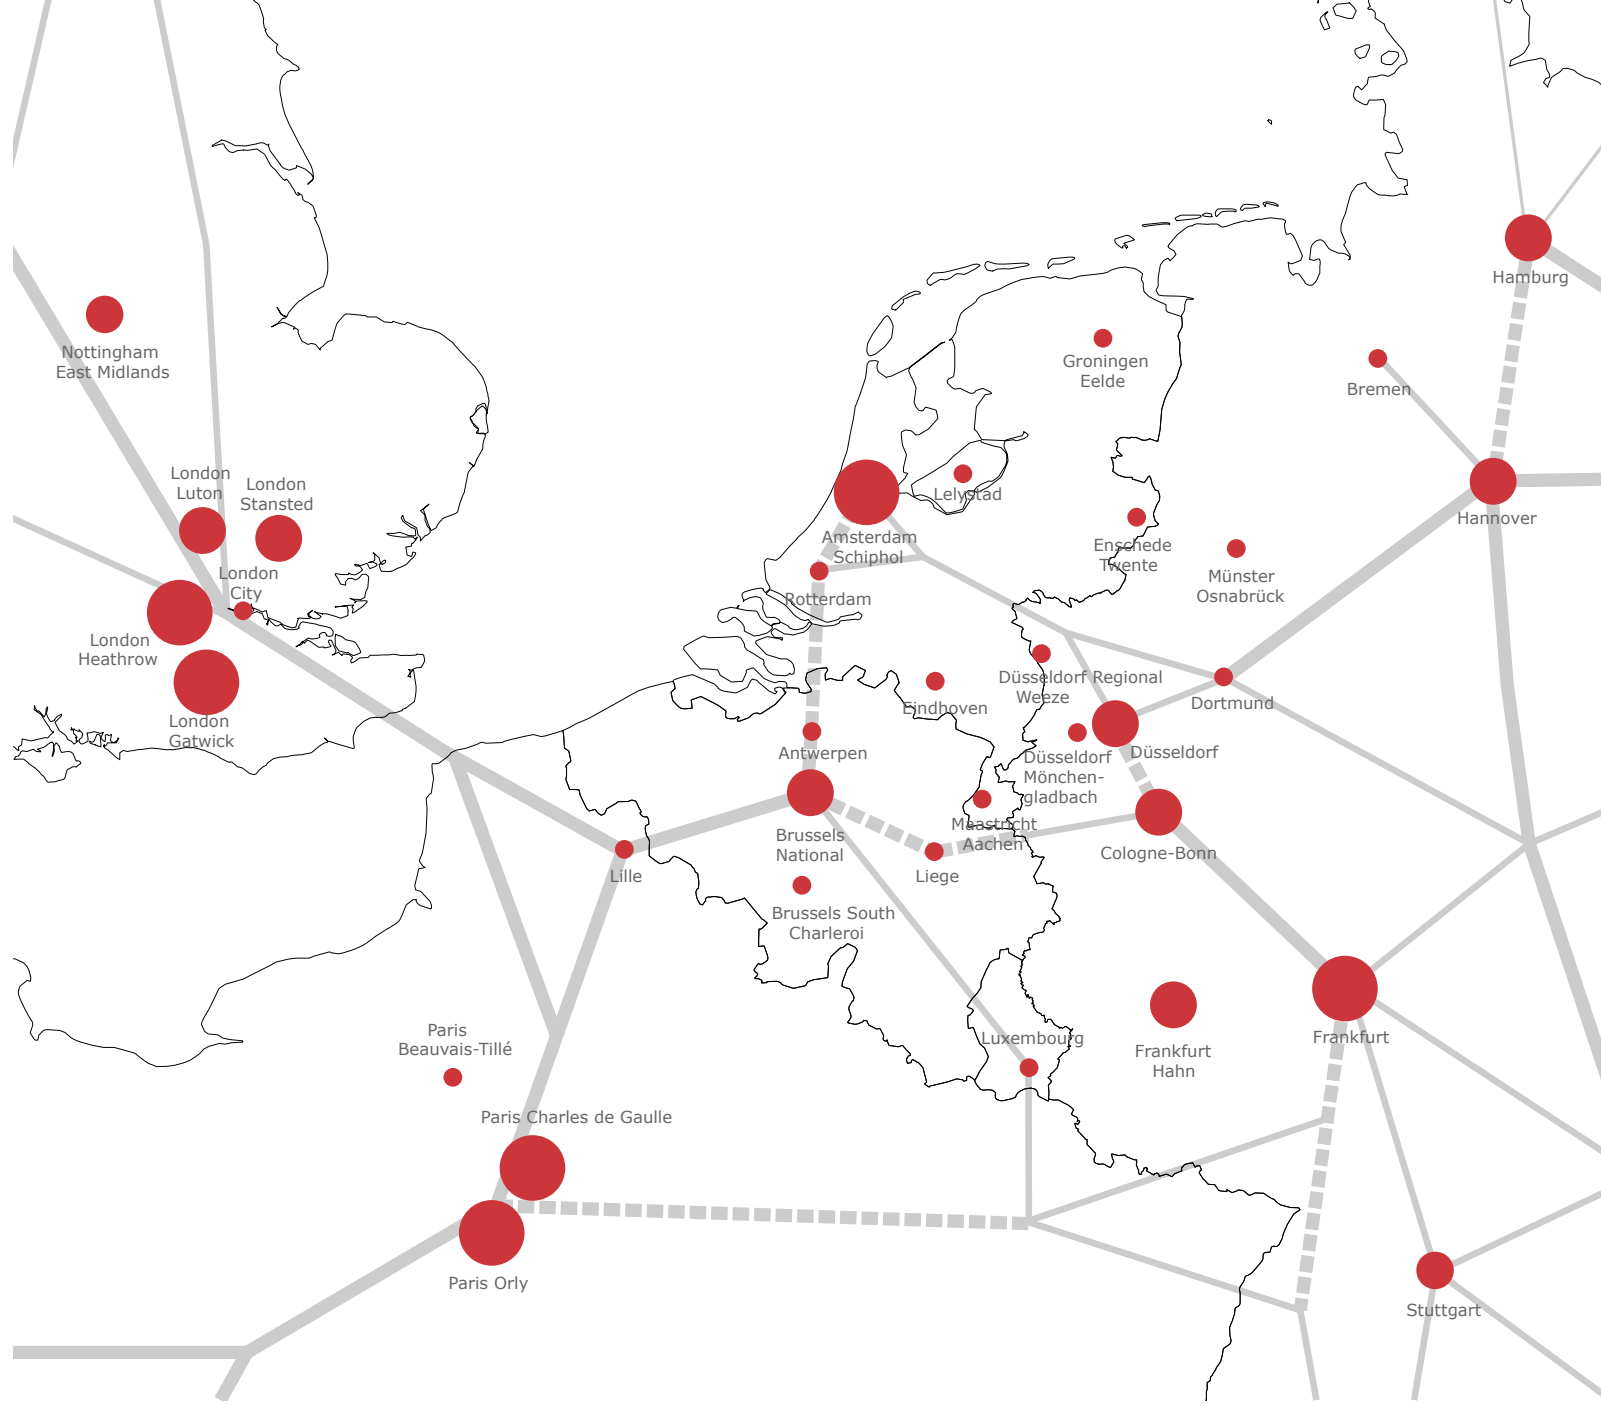 Hamburg
Nottingham
East Midlands
Groningen
Eelde
Bremen
London
Luton
London
Stansted
Lelystad
Hannover
Amsterdam
Schiphol
Enschede
Twente
London
City
Münster
Osnabrück
Rotterdam
London
Heathrow
Düsseldorf Regional
Weeze
Eindhoven
Dortmund
London
Gatwick
Antwerpen
Düsseldorf
Düsseldorf
Mönchen-
gladbach
Maastricht
Aachen
Brussels
National
Cologne-Bonn
Lille
Liege
Brussels South
Charleroi
Paris
Beauvais-Tillé
Luxembourg
Frankfurt
Frankfurt
Hahn
Paris Charles de Gaulle
Paris Orly
Stuttgart